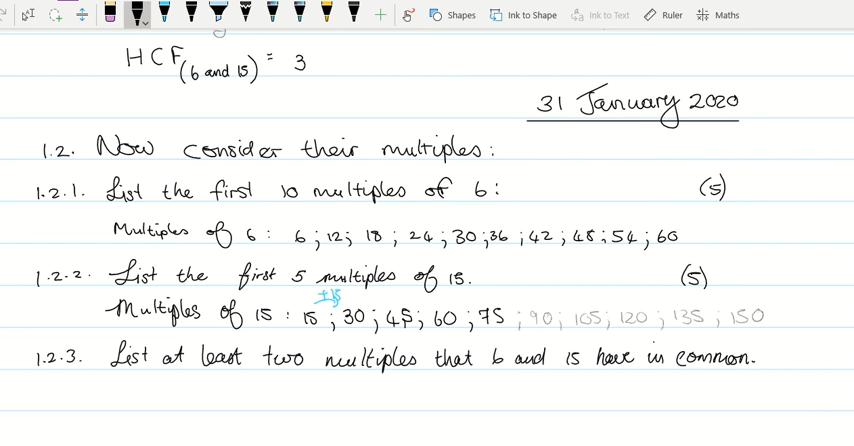 Shapes Ink to Shape Ink to Text Ruler Maths
HCF(6 and 15) = 3
31 January 2020
1.2. Now consider their multiples:
1.2.1. List the first 10 multiples of 6: (5)
Multiples of 6 : 6 ; 12 ; 18 ; 24 ; 30 ; 36 ; 42 ; 48 ; 54 ; 60
1.2.2. List the first 5 multiples of 15. (5)
+15
Multiples of 15 : 15 ; 30 ; 45 ; 60 ; 75 ; 90 ; 105 ; 120 ; 135 ; 150
1.2.3. List at least two multiples that 6 and 15 have in common.